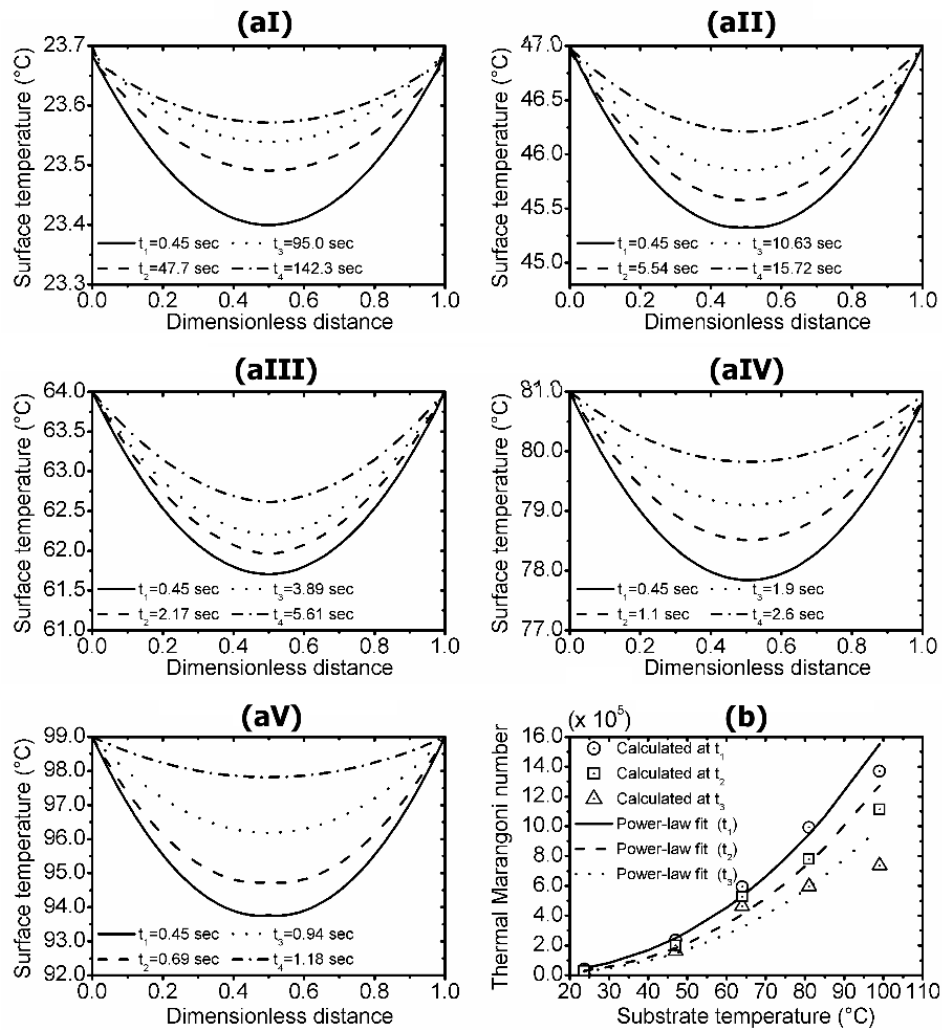 (aI)
Surface temperature (°C)
23.7
23.6
23.5
23.4
23.3
t₁=0.45 sec t₃=95.0 sec
t₂=47.7 sec t₄=142.3 sec
0.0 0.2 0.4 0.6 0.8 1.0
Dimensionless distance
(aII)
Surface temperature (°C)
47.0
46.5
46.0
45.5
45.0
t₁=0.45 sec t₃=10.63 sec
t₂=5.54 sec t₄=15.72 sec
0.0 0.2 0.4 0.6 0.8 1.0
Dimensionless distance
(aIII)
Surface temperature (°C)
64.0
63.5
63.0
62.5
62.0
61.5
61.0
t₁=0.45 sec t₃=3.89 sec
t₂=2.17 sec t₄=5.61 sec
0.0 0.2 0.4 0.6 0.8 1.0
Dimensionless distance
(aIV)
Surface temperature (°C)
81.0
80.0
79.0
78.0
77.0
t₁=0.45 sec t₃=1.9 sec
t₂=1.1 sec t₄=2.6 sec
0.0 0.2 0.4 0.6 0.8 1.0
Dimensionless distance
(aV)
Surface temperature (°C)
99.0
98.0
97.0
96.0
95.0
94.0
93.0
92.0
t₁=0.45 sec t₃=0.94 sec
t₂=0.69 sec t₄=1.18 sec
0.0 0.2 0.4 0.6 0.8 1.0
Dimensionless distance
(b)
(x 10⁵)
Thermal Marangoni number
16.0
14.0
12.0
10.0
8.0
6.0
4.0
2.0
0.0
Calculated at t₁
Calculated at t₂
Calculated at t₃
Power-law fit (t₁)
Power-law fit (t₂)
Power-law fit (t₃)
20 30 40 50 60 70 80 90 100 110
Substrate temperature (°C)